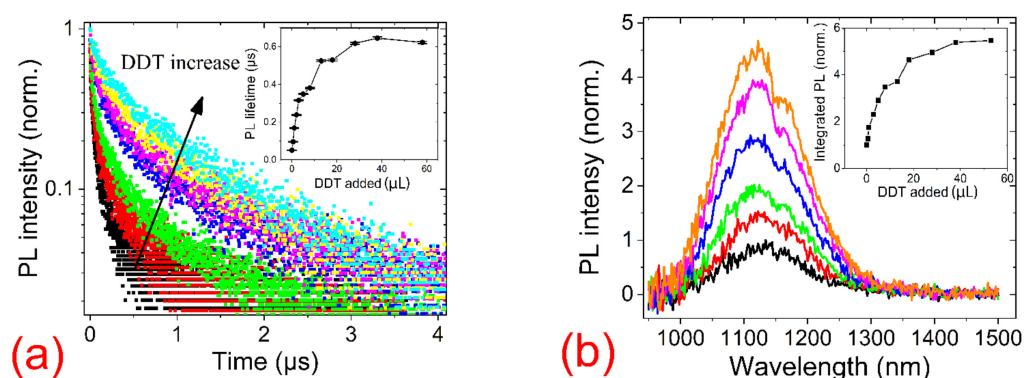 PL intensity (norm.)
1
0.1
0
1
2
3
4
Time (µs)
DDT increase
PL lifetime (µs)
0.6
0.4
0.2
0.0
0
20
40
60
DDT added (µL)
(a)
PL Intensity (norm.)
5
4
3
2
1
0
1000 1100 1200 1300 1400 1500
Wavelength (nm)
Integrated PL (norm.)
6
4
2
0
0
20
40
60
DDT added (µL)
(b)